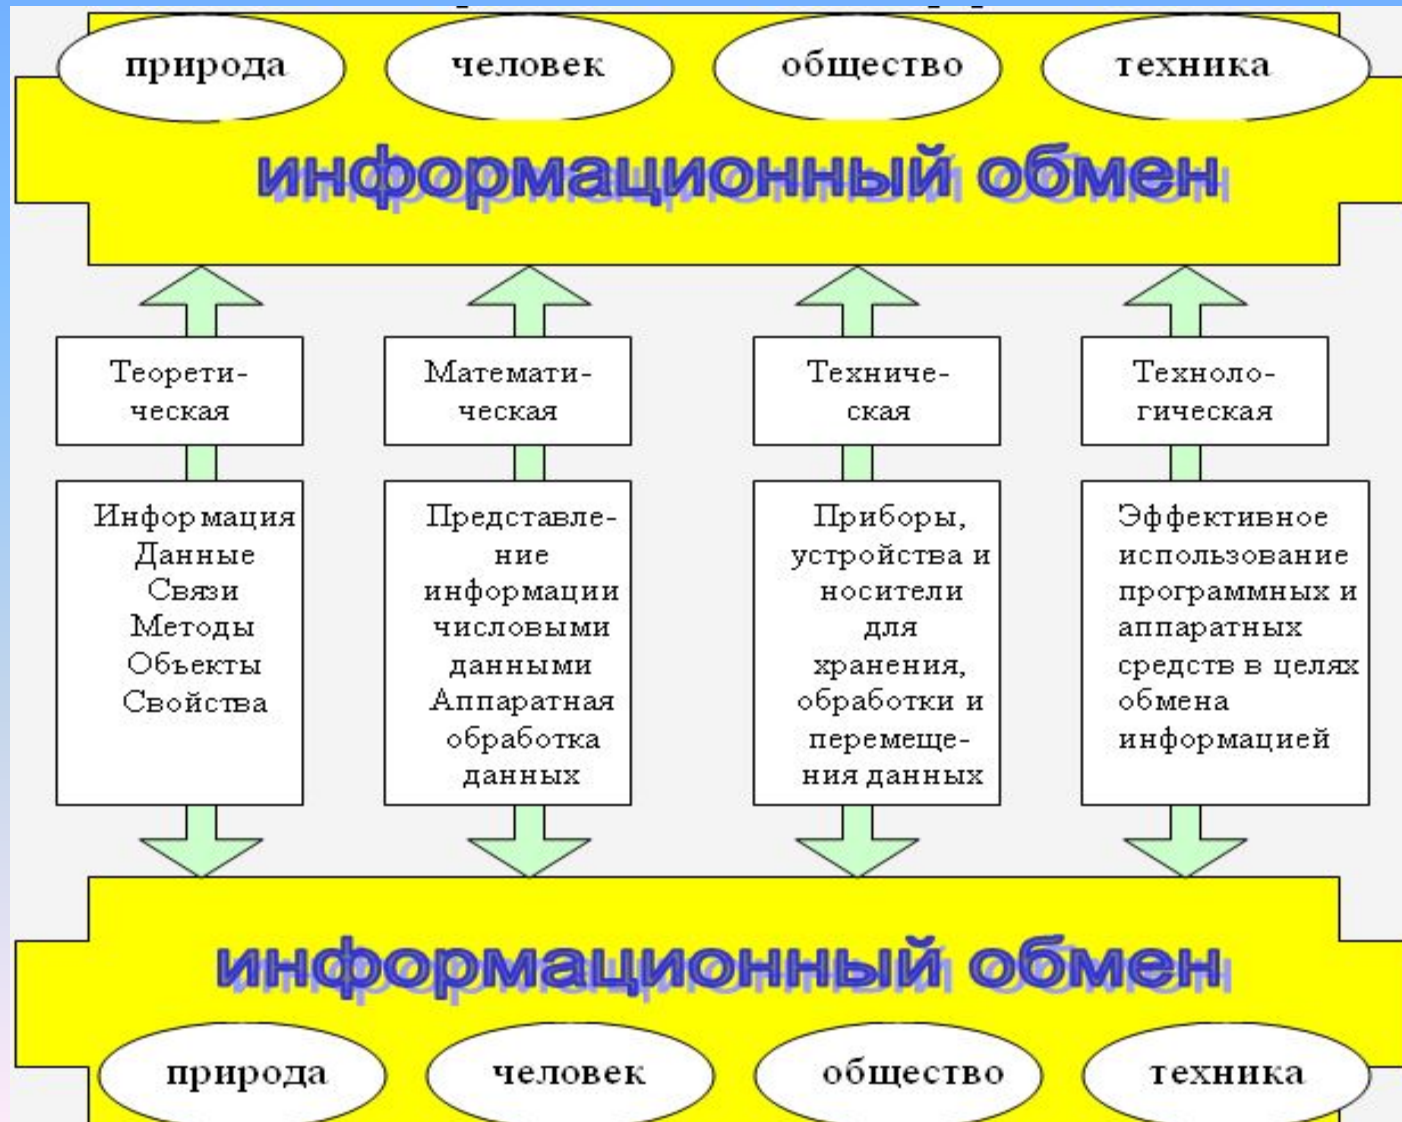 природа
человек
общество
техника
информационный обмен
Теорети-
ческая
Математи-
ческая
Техниче-
ская
Техноло-
гическая
Информация
Данные
Связи
Методы
Объекты
Свойства
Представле-
ние
информации
числовыми
данными
Аппаратная
обработка
данных
Приборы,
устройства и
носители
для
хранения,
обработки и
перемеще-
ния данных
Эффективное
использование
программных и
аппаратных
средств в целях
обмена
информацией
информационный обмен
природа
человек
общество
техника